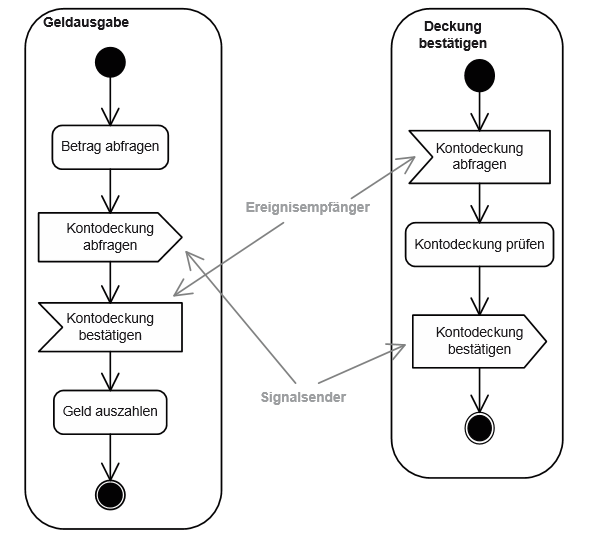 Geldausgabe
Betrag abfragen
Kontodeckung
abfragen
Kontodeckung
bestätigen
Geld auszahlen
Ereignisempfänger
Signalsender
Deckung
bestätigen
Kontodeckung
abfragen
Kontodeckung prüfen
Kontodeckung
bestätigen